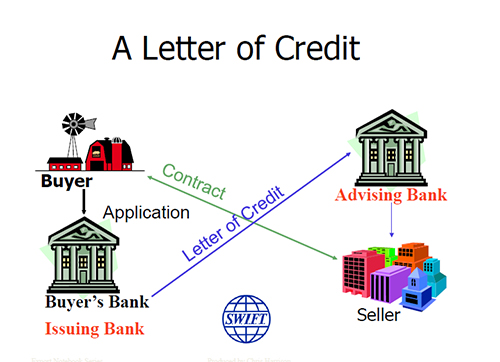 A Letter of Credit
Buyer
Contract
Advising Bank
Application
Letter of Credit
Buyer's Bank
Issuing Bank
SWIFT
Seller